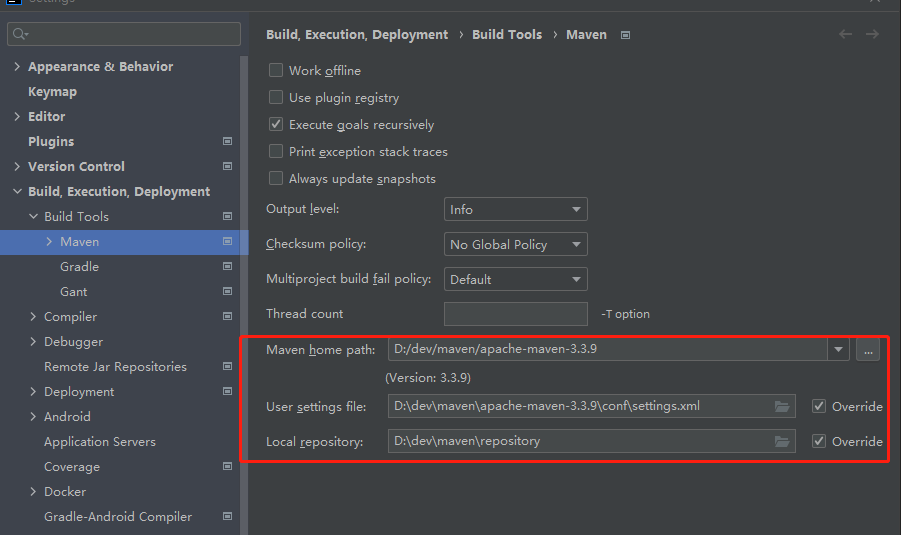 Settings
Build, Execution, Deployment › Build Tools › Maven
Appearance & Behavior
Keymap
Editor
Plugins
Version Control
Build, Execution, Deployment
Build Tools
Maven
Gradle
Gant
Compiler
Debugger
Remote Jar Repositories
Deployment
Android
Application Servers
Coverage
Docker
Gradle-Android Compiler
Work offline
Use plugin registry
Execute goals recursively
Print exception stack traces
Always update snapshots
Output level: Info
Checksum policy: No Global Policy
Multiproject build fail policy: Default
Thread count -T option
Maven home path: D:/dev/maven/apache-maven-3.3.9 ...
(Version: 3.3.9)
User settings file: D:\dev\maven\apache-maven-3.3.9\conf\settings.xml Override
Local repository: D:\dev\maven\repository Override